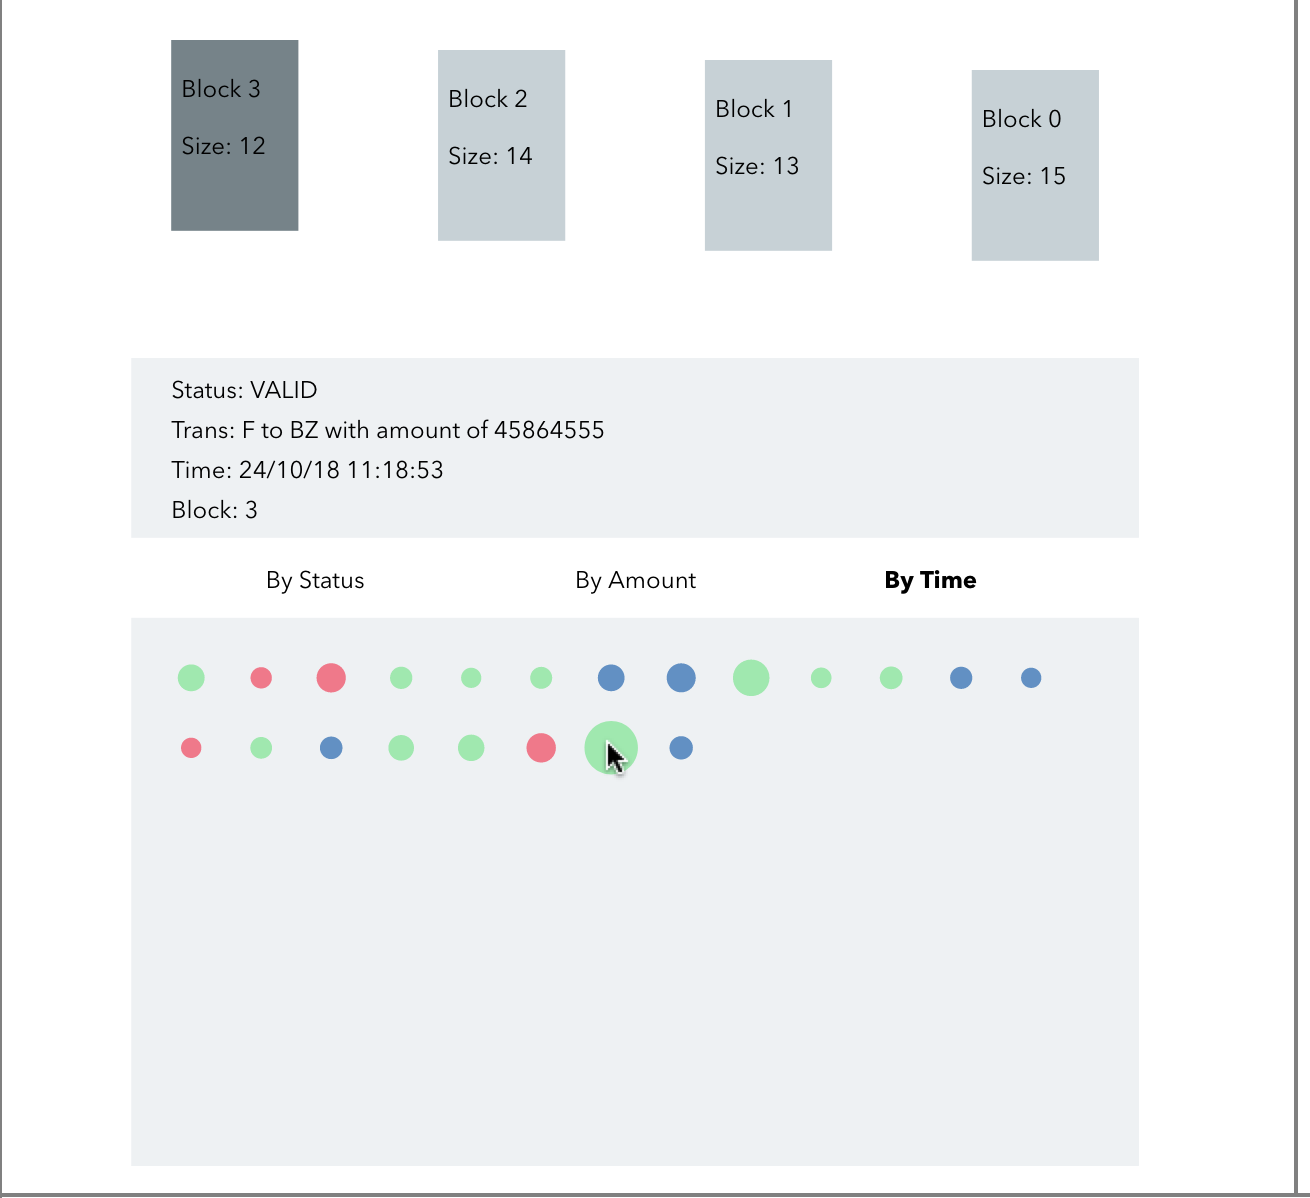 Block 3
Size: 12
Block 2
Size: 14
Block 1
Size: 13
Block 0
Size: 15
Status: VALID
Trans: F to BZ with amount of 45864555
Time: 24/10/18 11:18:53
Block: 3
By Status
By Amount
By Time